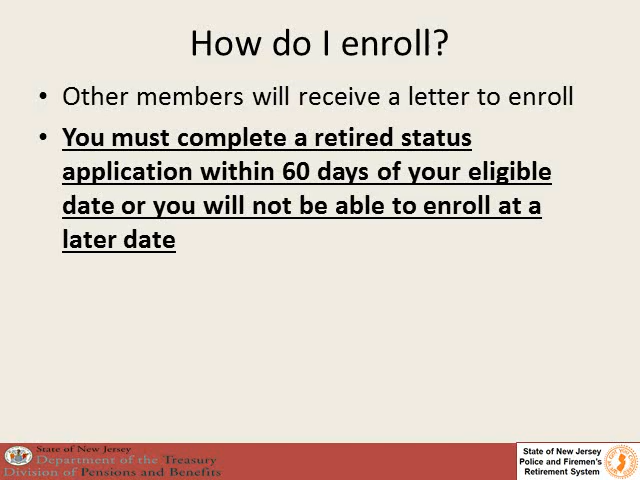 How do I enroll?
• Other members will receive a letter to enroll
• You must complete a retired status
application within 60 days of your eligible
date or you will not be able to enroll at a
later date
State of New Jersey
Department of the Treasury
Division of Pensions and Benefits
State of New Jersey
Police and Firemen's
Retirement System